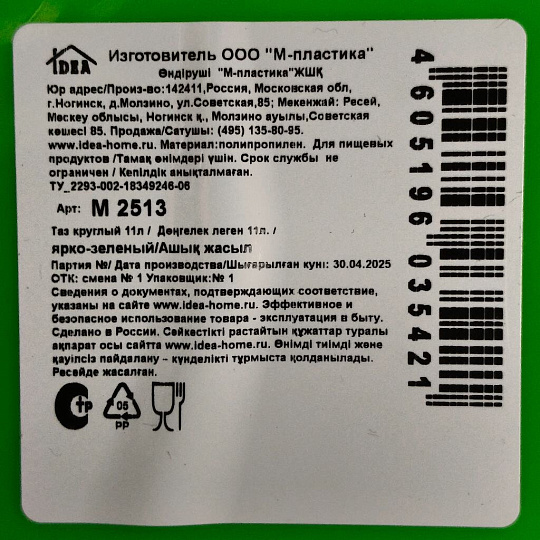 IDEA
Изготовитель ООО "М-пластика"
Өндіруші "М-пластика"ЖШҚ
Юр адрес/Произ-во:142411,Россия, Московская обл,
г.Ногинск, д.Молзино, ул.Советская,85; Мекенжай: Ресей,
Мәскеу облысы, Ногинск қ., Молзино ауылы,Советская
көшесі 85. Продажа/Сатушы: (495) 135-80-95.
www.idea-home.ru. Материал:полипропилен. Для пищевых
продуктов /Тамақ өнімдері үшін. Срок службы не
ограничен / Кепілдік анықталмаған.
ТУ_2293-002-18349246-06
Арт: М 2513
Таз круглый 11л / Дөңгелек леген 11л. /
ярко-зеленый/Ашық жасыл
Партия №/ Дата производства/Шығарылған күні: 30.04.2025
ОТК: смена № 1 Упаковщик:№ 1
Сведения о документах, подтверждающих соответствие,
указаны на сайте www.idea-home.ru. Эффективное и
безопасное использование товара - эксплуатация в быту.
Сделано в России. Сәйкестікті растайтын құжаттар туралы
ақпарат осы сайтта www.idea-home.ru. Өнімді тиімді және
қауіпсіз пайдалану – күнделікті тұрмыста қолданылады.
Ресейде жасалған.
СТР
05
PP
4 605196 035421